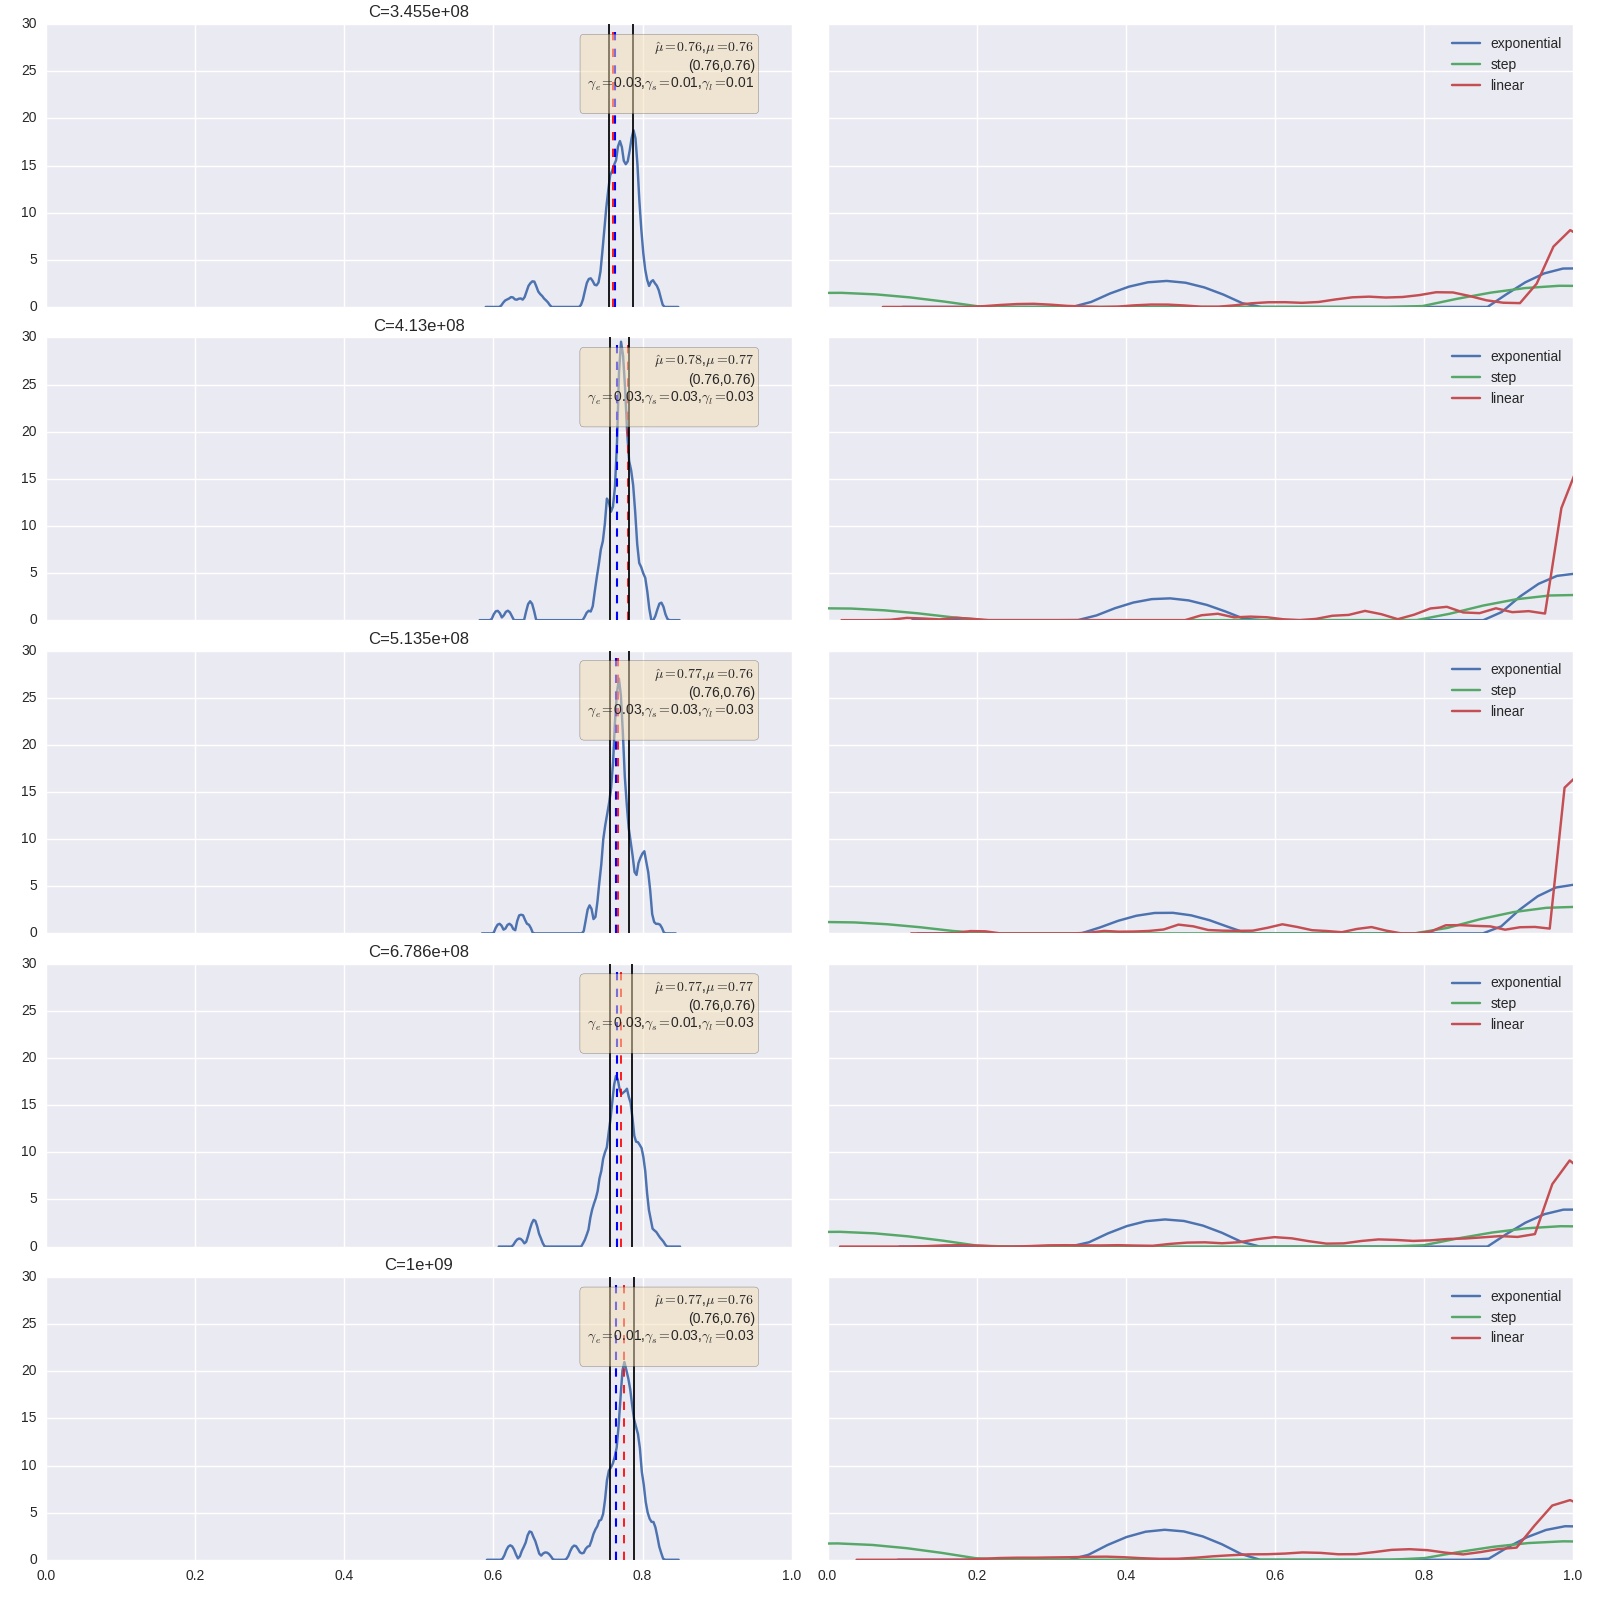 C=3.455e+08
30
25
20
15
10
5
0
μ̂=0.76,μ=0.76
(0.76,0.76)
γₑ=0.03,γₛ=0.01,γₗ=0.01
exponential
step
linear
C=4.13e+08
30
25
20
15
10
5
0
μ̂=0.78,μ=0.77
(0.76,0.76)
γₑ=0.03,γₛ=0.03,γₗ=0.03
exponential
step
linear
C=5.135e+08
30
25
20
15
10
5
0
μ̂=0.77,μ=0.76
(0.76,0.76)
γₑ=0.03,γₛ=0.03,γₗ=0.03
exponential
step
linear
C=6.786e+08
30
25
20
15
10
5
0
μ̂=0.77,μ=0.77
(0.76,0.76)
γₑ=0.03,γₛ=0.01,γₗ=0.03
exponential
step
linear
C=1e+09
30
25
20
15
10
5
0
μ̂=0.77,μ=0.76
(0.76,0.76)
γₑ=0.01,γₛ=0.03,γₗ=0.03
exponential
step
linear
0.0 0.2 0.4 0.6 0.8 1.0
0.0 0.2 0.4 0.6 0.8 1.0